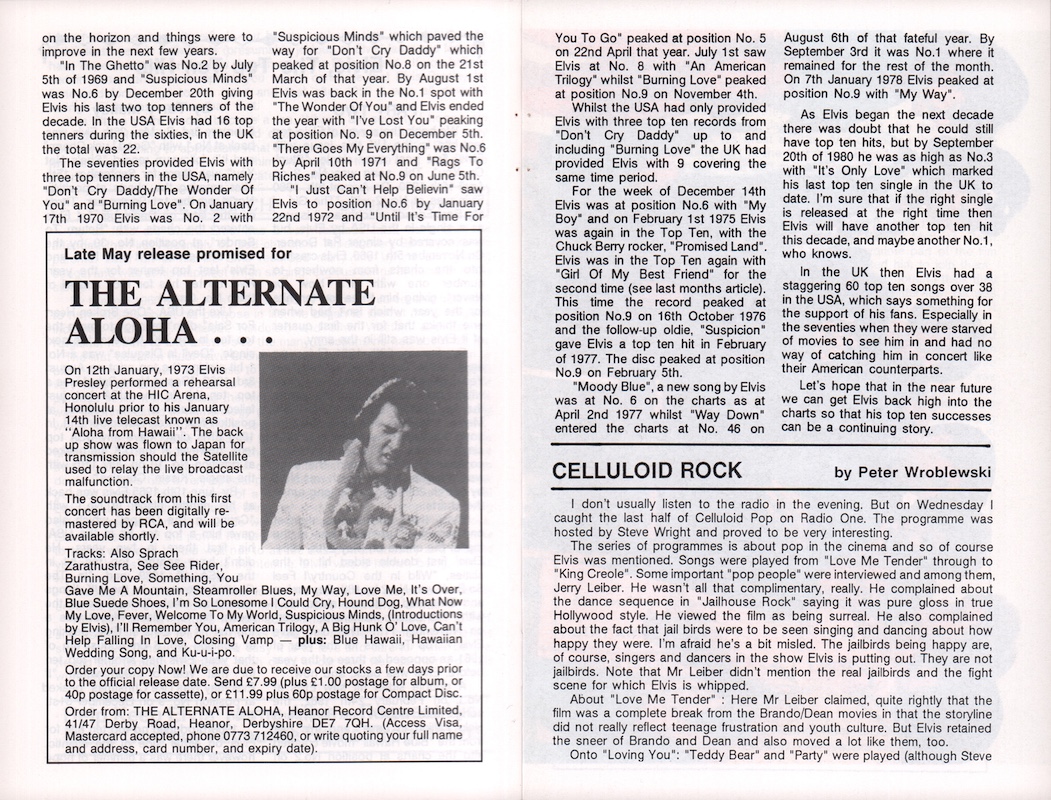 on the horizon and things were to
improve in the next few years.
"In The Ghetto" was No.2 by July
5th of 1969 and "Suspicious Minds"
was No.6 by December 20th giving
Elvis his last two top tenners of the
decade. In the USA Elvis had 16 top
tenners during the sixties, in the UK
the total was 22.
The seventies provided Elvis with
three top tenners in the USA, namely
"Don't Cry Daddy/The Wonder Of
You" and "Burning Love". On January
17th 1970 Elvis was No. 2 with
"Suspicious Minds" which paved the
way for "Don't Cry Daddy" which
peaked at position No.8 on the 21st
March of that year. By August 1st
Elvis was back in the No.1 spot with
"The Wonder Of You" and Elvis ended
the year with "I've Lost You" peaking
at position No. 9 on December 5th.
"There Goes My Everything" was No.6
by April 10th 1971 and "Rags To
Riches" peaked at No.9 on June 5th.
"I Just Can't Help Believin" saw
Elvis to position No.6 by January
22nd 1972 and "Until It's Time For
Late May release promised for
THE ALTERNATE
ALOHA . . .
On 12th January, 1973 Elvis
Presley performed a rehearsal
concert at the HIC Arena,
Honolulu prior to his January
14th live telecast known as
"Aloha from Hawaii". The back
up show was flown to Japan for
transmission should the Satellite
used to relay the live broadcast
malfunction.
The soundtrack from this first
concert has been digitally re-
mastered by RCA, and will be
available shortly.
Tracks: Also Sprach
Zarathustra, See See Rider,
Burning Love, Something, You
Gave Me A Mountain, Steamroller Blues, My Way, Love Me, It's Over,
Blue Suede Shoes, I'm So Lonesome I Could Cry, Hound Dog, What Now
My Love, Fever, Welcome To My World, Suspicious Minds, (Introductions
by Elvis), I'll Remember You, American Trilogy, A Big Hunk O' Love, Can't
Help Falling In Love, Closing Vamp — plus: Blue Hawaii, Hawaiian
Wedding Song, and Ku-u-i-po.
Order your copy Now! We are due to receive our stocks a few days prior
to the official release date. Send £7.99 (plus £1.00 postage for album, or
40p postage for cassette), or £11.99 plus 60p postage for Compact Disc.
Order from: THE ALTERNATE ALOHA, Heanor Record Centre Limited,
41/47 Derby Road, Heanor, Derbyshire DE7 7QH. (Access Visa,
Mastercard accepted, phone 0773 712460, or write quoting your full name
and address, card number, and expiry date).
You To Go" peaked at position No. 5
on 22nd April that year. July 1st saw
Elvis at No. 8 with "An American
Trilogy" whilst "Burning Love" peaked
at position No.9 on November 4th.
Whilst the USA had only provided
Elvis with three top ten records from
"Don't Cry Daddy" up to and
including "Burning Love" the UK had
provided Elvis with 9 covering the
same time period.
For the week of December 14th
Elvis was at position No.6 with "My
Boy" and on February 1st 1975 Elvis
was again in the Top Ten, with the
Chuck Berry rocker, "Promised Land".
Elvis was in the Top Ten again with
"Girl Of My Best Friend" for the
second time (see last months article).
This time the record peaked at
position No.9 on 16th October 1976
and the follow-up oldie, "Suspicion"
gave Elvis a top ten hit in February
of 1977. The disc peaked at position
No.9 on February 5th.
"Moody Blue", a new song by Elvis
was at No. 6 on the charts as at
April 2nd 1977 whilst "Way Down"
entered the charts at No. 46 on
August 6th of that fateful year. By
September 3rd it was No.1 where it
remained for the rest of the month.
On 7th January 1978 Elvis peaked at
position No.9 with "My Way".
As Elvis began the next decade
there was doubt that he could still
have top ten hits, but by September
20th of 1980 he was as high as No.3
with "It's Only Love" which marked
his last top ten single in the UK to
date. I'm sure that if the right single
is released at the right time then
Elvis will have another top ten hit
this decade, and maybe another No.1,
who knows.
In the UK then Elvis had a
staggering 60 top ten songs over 38
in the USA, which says something for
the support of his fans. Especially in
the seventies when they were starved
of movies to see him in and had no
way of catching him in concert like
their American counterparts.
Let's hope that in the near future
we can get Elvis back high into the
charts so that his top ten successes
can be a continuing story.
CELLULOID ROCK by Peter Wroblewski
I don't usually listen to the radio in the evening. But on Wednesday I
caught the last half of Celluloid Pop on Radio One. The programme was
hosted by Steve Wright and proved to be very interesting.
The series of programmes is about pop in the cinema and so of course
Elvis was mentioned. Songs were played from "Love Me Tender" through to
"King Creole". Some important "pop people" were interviewed and among them,
Jerry Leiber. He wasn't all that complimentary, really. He complained about
the dance sequence in "Jailhouse Rock" saying it was pure gloss in true
Hollywood style. He viewed the film as being surreal. He also complained
about the fact that jail birds were to be seen singing and dancing about how
happy they were. I'm afraid he's a bit misled. The jailbirds being happy are,
of course, singers and dancers in the show Elvis is putting out. They are not
jailbirds. Note that Mr Leiber didn't mention the real jailbirds and the fight
scene for which Elvis is whipped.
About "Love Me Tender" : Here Mr Leiber claimed, quite rightly that the
film was a complete break from the Brando/Dean movies in that the storyline
did not really reflect teenage frustration and youth culture. But Elvis retained
the sneer of Brando and Dean and also moved a lot like them, too.
Onto "Loving You": "Teddy Bear" and "Party" were played (although Steve